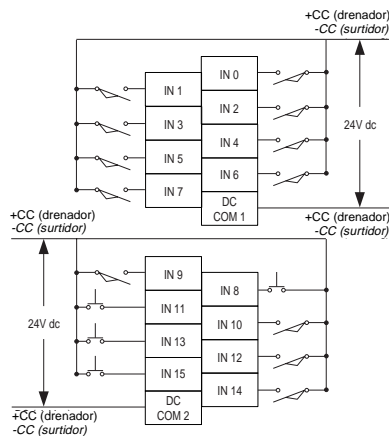 +CC (drenador)
-CC (surtidor)
IN 0
IN 1
IN 2
IN 3
24V dc
IN 4
IN 5
IN 6
IN 7
DC
COM 1
+CC (drenador)
-CC (surtidor)
+CC (drenador)
-CC (surtidor)
IN 9
IN 8
IN 11
24V dc
IN 10
IN 13
IN 12
IN 15
IN 14
DC
COM 2
+CC (drenador)
-CC (surtidor)